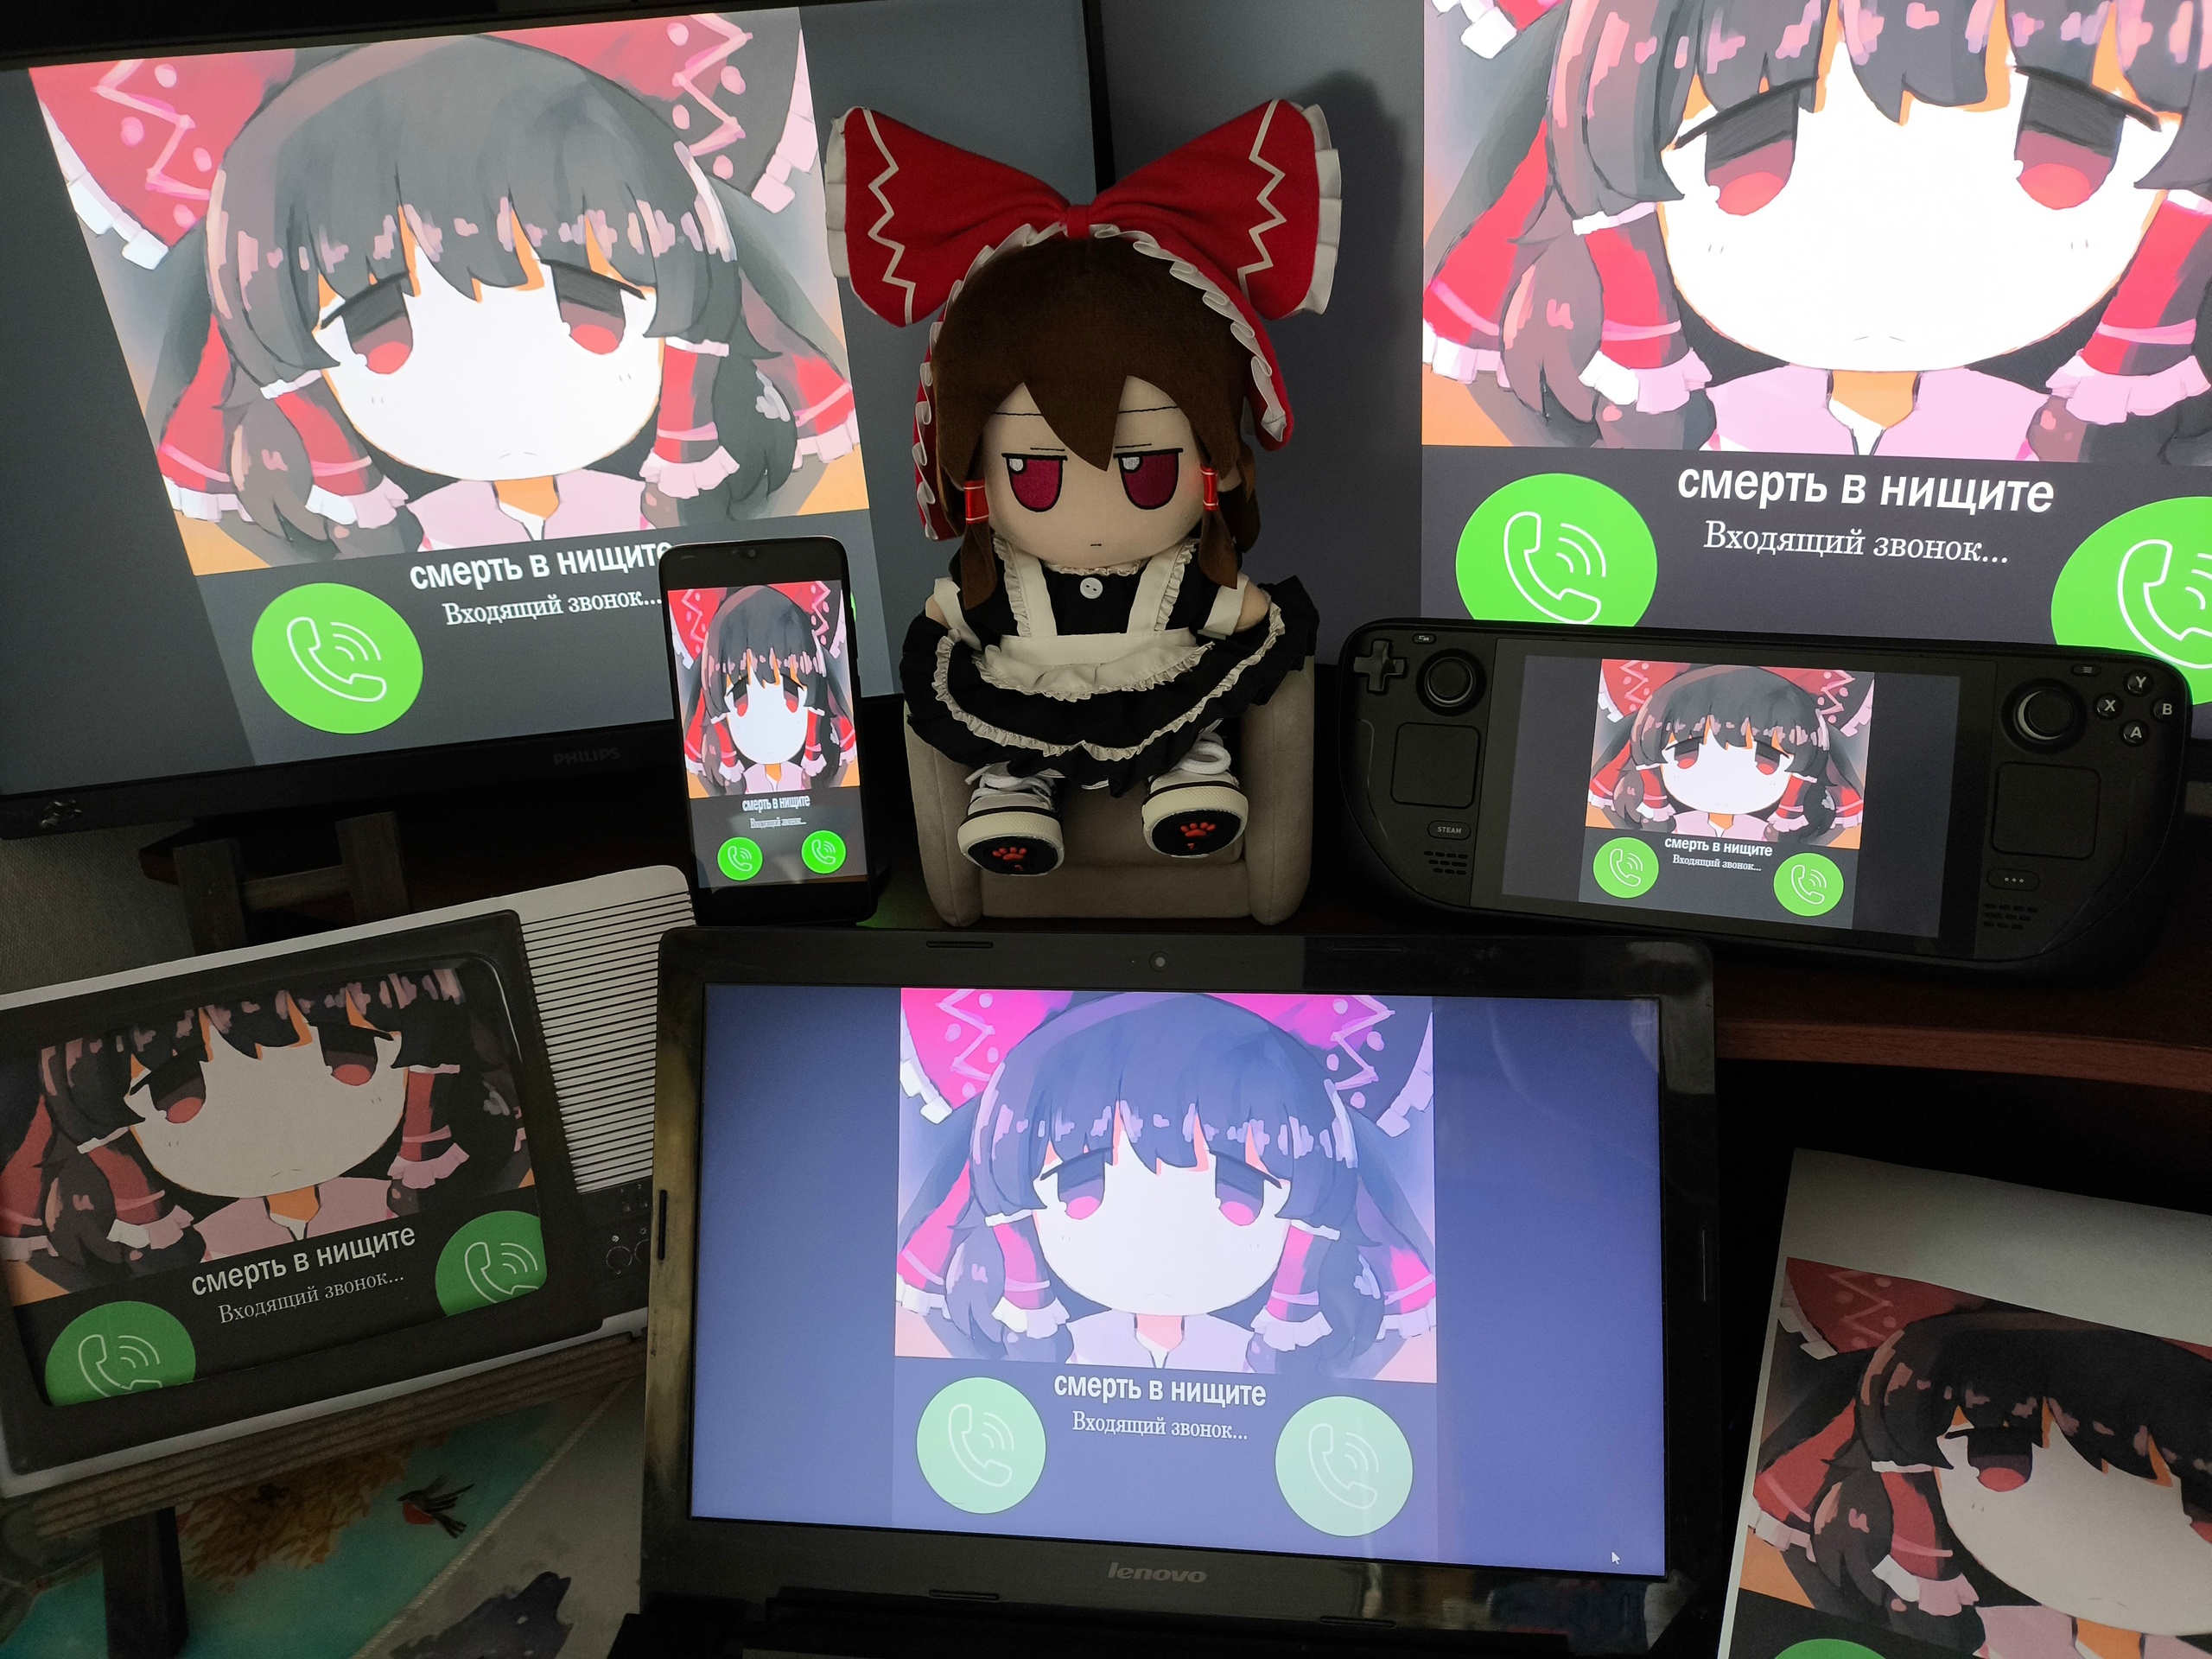 смерть в нищите
Входящий звонок...
PHILIPS
смерть в нищите
Входящий звонок...
смерть в нищите
Входящий звонок...
STEAM
Y
X
B
A
смерть в нищите
Входящий звонок...
смерть в нищите
Входящий звонок...
смерть в нищите
Входящий звонок...
lenovo